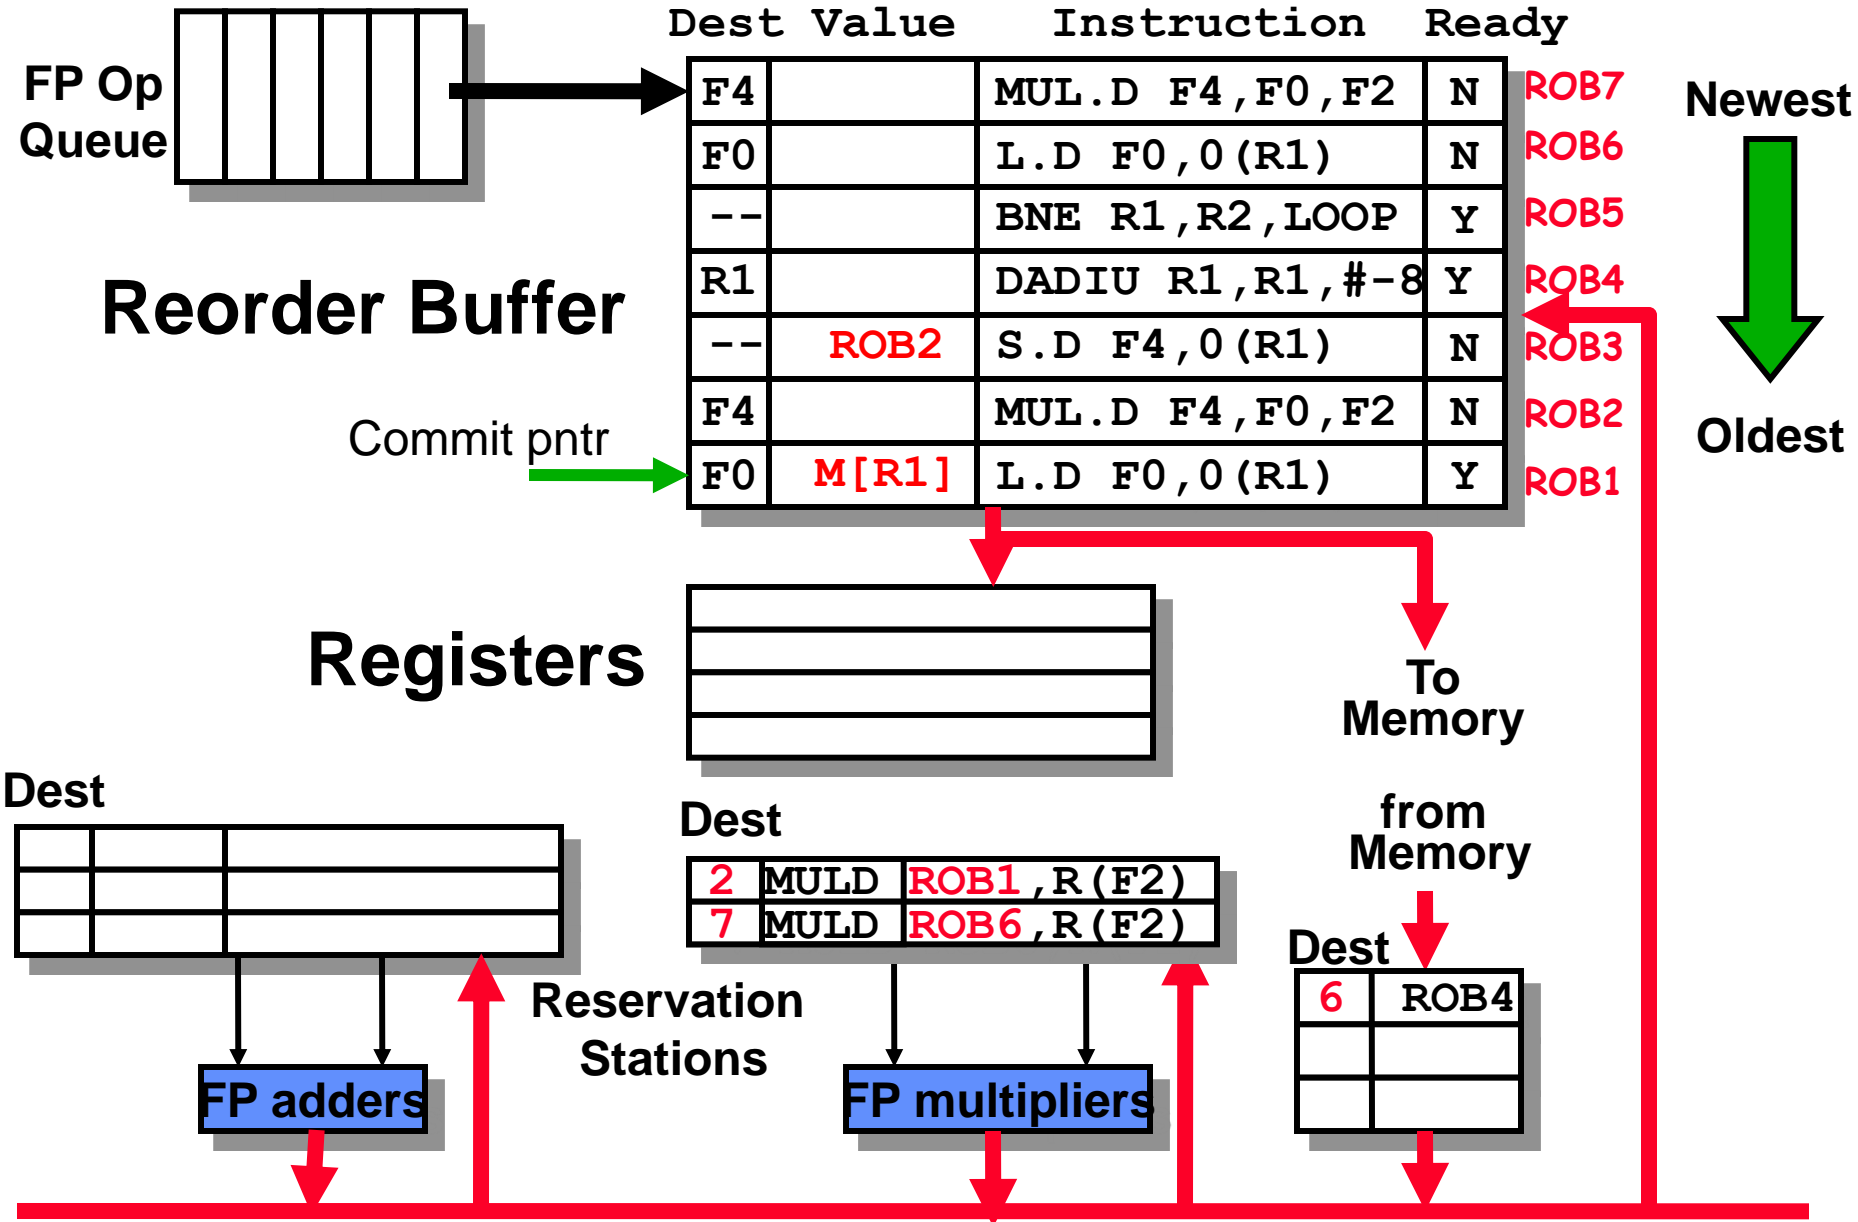 Dest Value Instruction Ready
FP Op
Queue
F4 MUL.D F4,F0,F2 N ROB7
F0 L.D F0,0(R1) N ROB6
-- BNE R1,R2,LOOP Y ROB5
R1 DADIU R1,R1,#-8 Y ROB4
-- ROB2 S.D F4,0(R1) N ROB3
F4 MUL.D F4,F0,F2 N ROB2
F0 M[R1] L.D F0,0(R1) Y ROB1
Newest
Oldest
Reorder Buffer
Commit pntr
Registers
To
Memory
from
Memory
Dest
Dest
2 MULD ROB1,R(F2)
7 MULD ROB6,R(F2)
Dest
6 ROB4
Reservation
Stations
FP adders
FP multipliers